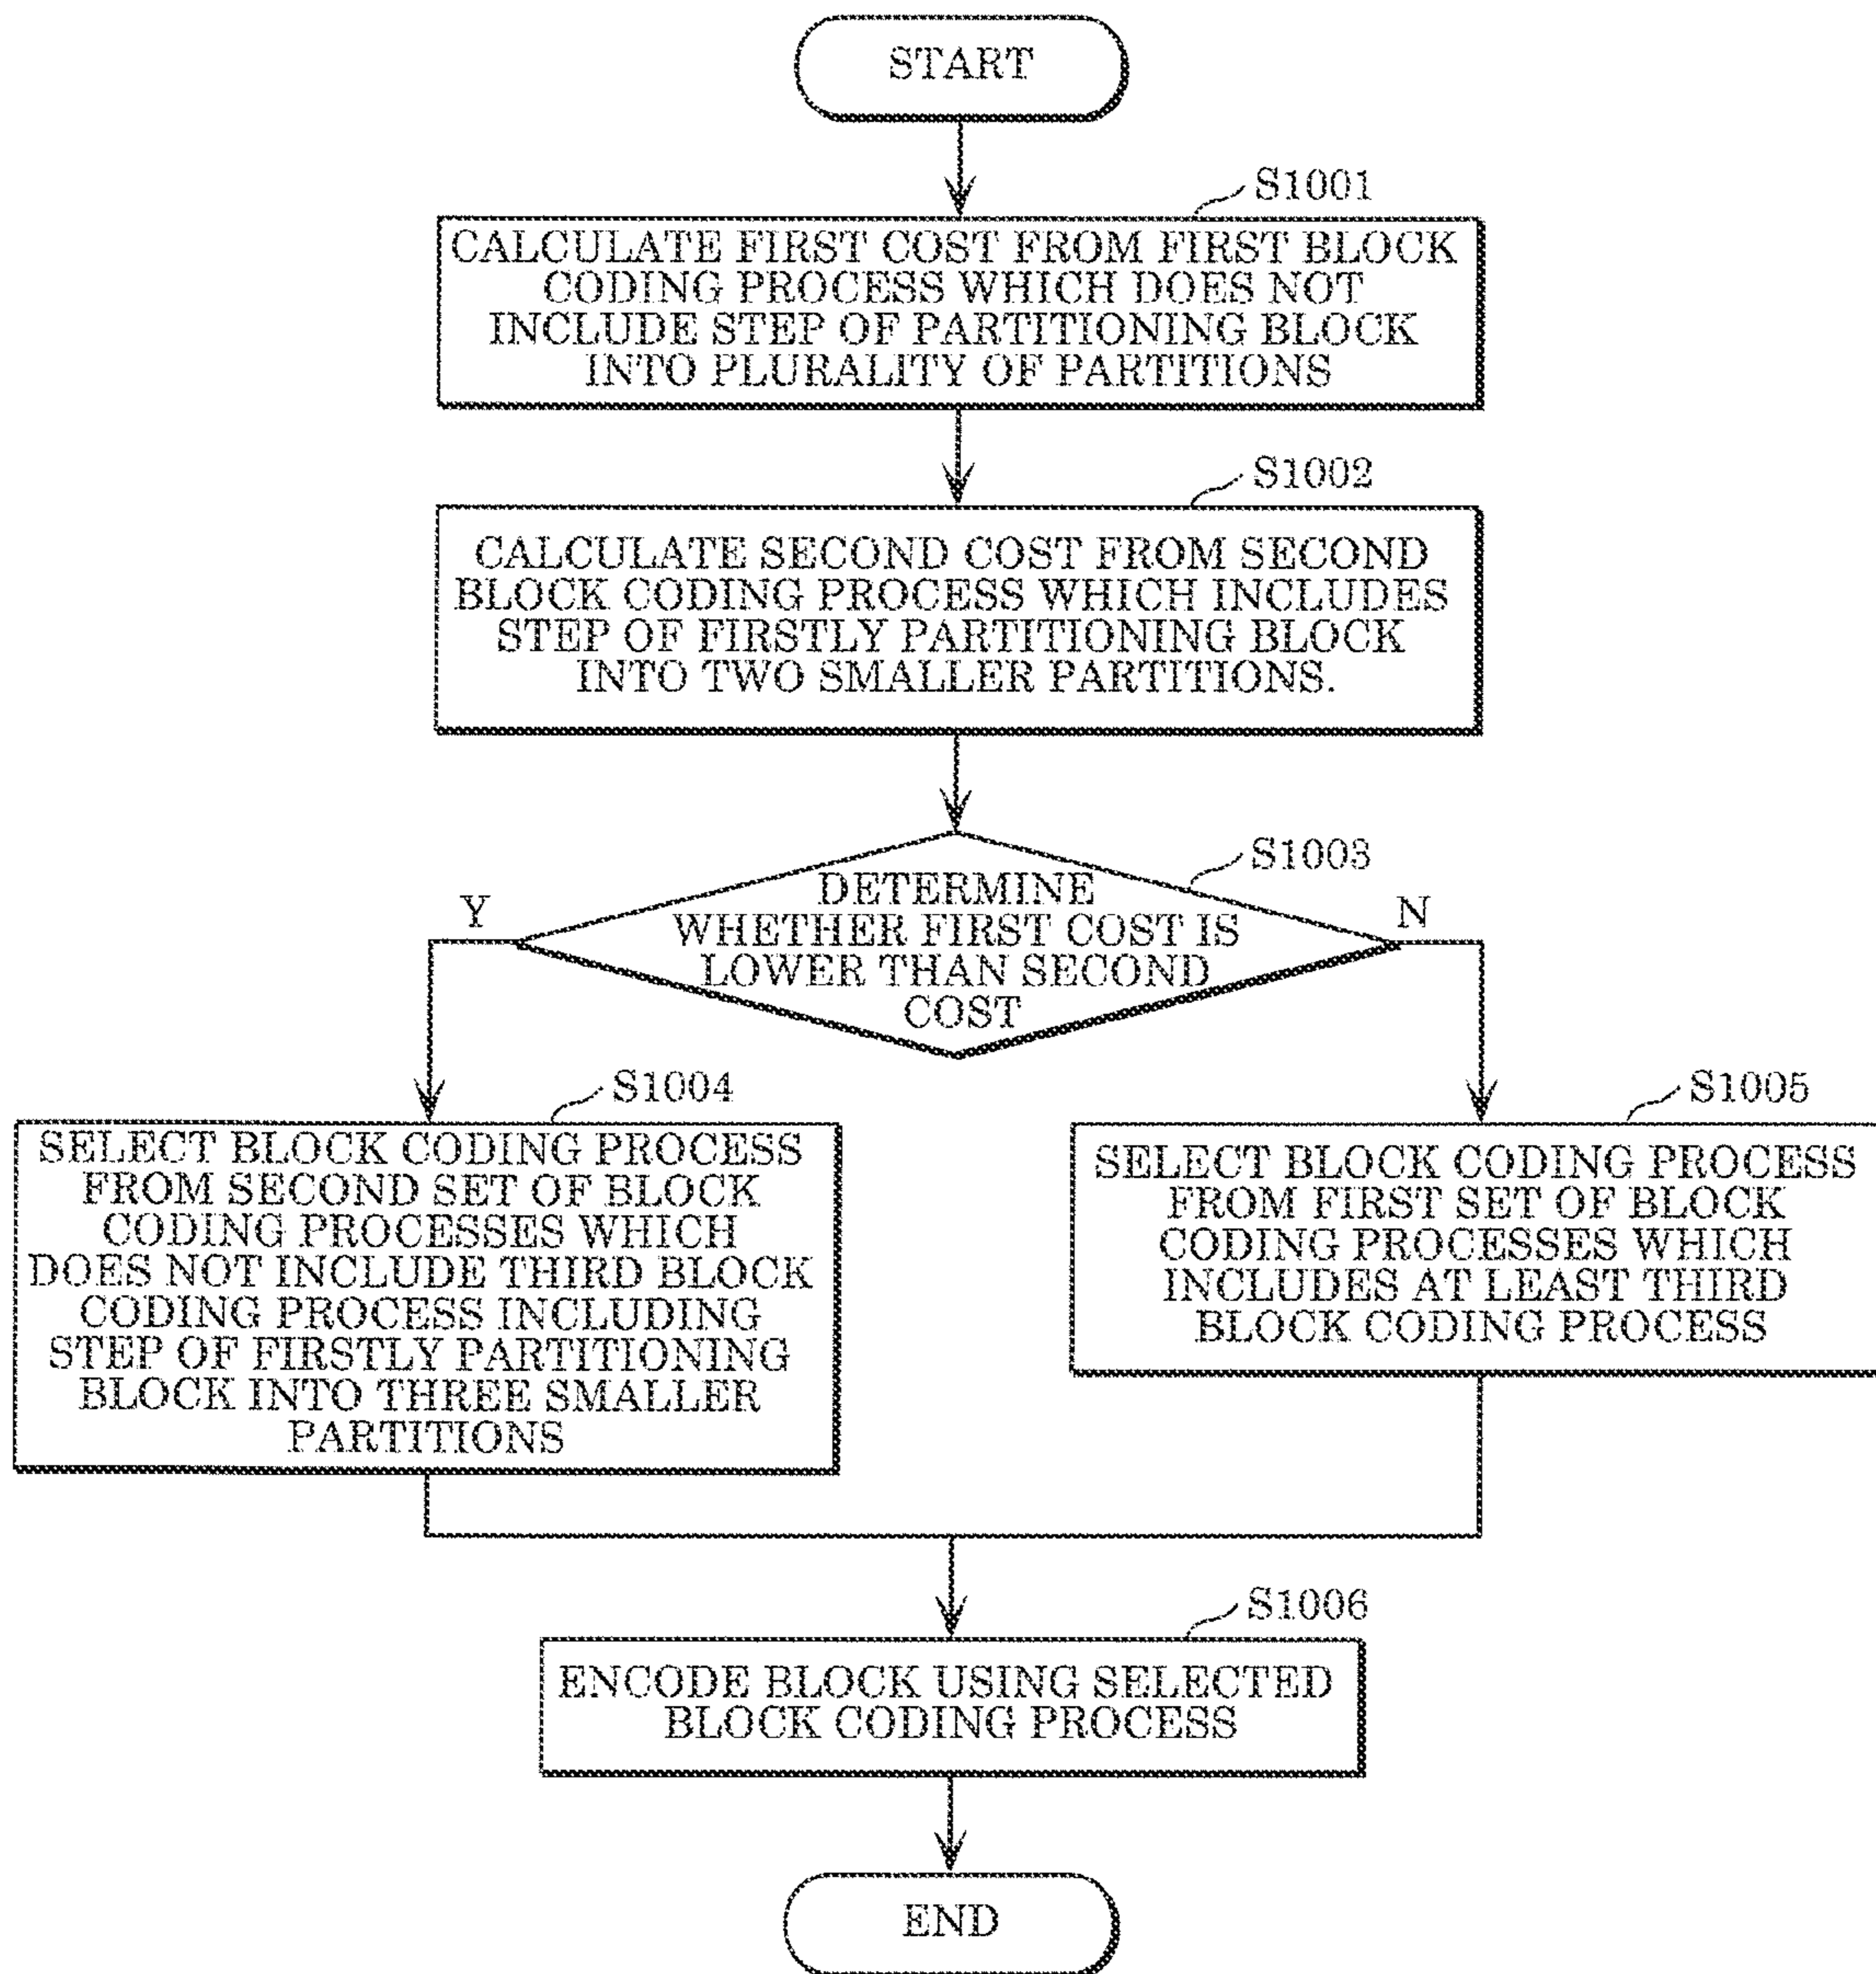 START
S1001
CALCULATE FIRST COST FROM FIRST BLOCK
CODING PROCESS WHICH DOES NOT
INCLUDE STEP OF PARTITIONING BLOCK
INTO PLURALITY OF PARTITIONS
S1002
CALCULATE SECOND COST FROM SECOND
BLOCK CODING PROCESS WHICH INCLUDES
STEP OF FIRSTLY PARTITIONING BLOCK
INTO TWO SMALLER PARTITIONS.
S1003
DETERMINE
WHETHER FIRST COST IS
LOWER THAN SECOND
COST
Y
N
S1004
SELECT BLOCK CODING PROCESS
FROM SECOND SET OF BLOCK
CODING PROCESSES WHICH
DOES NOT INCLUDE THIRD BLOCK
CODING PROCESS INCLUDING
STEP OF FIRSTLY PARTITIONING
BLOCK INTO THREE SMALLER
PARTITIONS
S1005
SELECT BLOCK CODING PROCESS
FROM FIRST SET OF BLOCK
CODING PROCESSES WHICH
INCLUDES AT LEAST THIRD
BLOCK CODING PROCESS
S1006
ENCODE BLOCK USING SELECTED
BLOCK CODING PROCESS
END